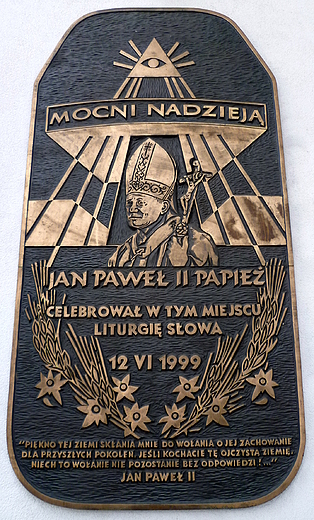 MOCNI NADZIEJĄ
JAN PAWEŁ II PAPIEŻ
CELEBROWAŁ W TYM MIEJSCU
LITURGIĘ SŁOWA
12 VI 1999
"PIĘKNO TEJ ZIEMI SKŁANIA MNIE DO WOŁANIA O JEJ ZACHOWANIE
DLA PRZYSZŁYCH POKOLEŃ. JEŚLI KOCHACIE TĘ OJCZYSTĄ ZIEMIĘ,
NIECH TO WOŁANIE NIE POZOSTANIE BEZ ODPOWIEDZI!..."
JAN PAWEŁ II